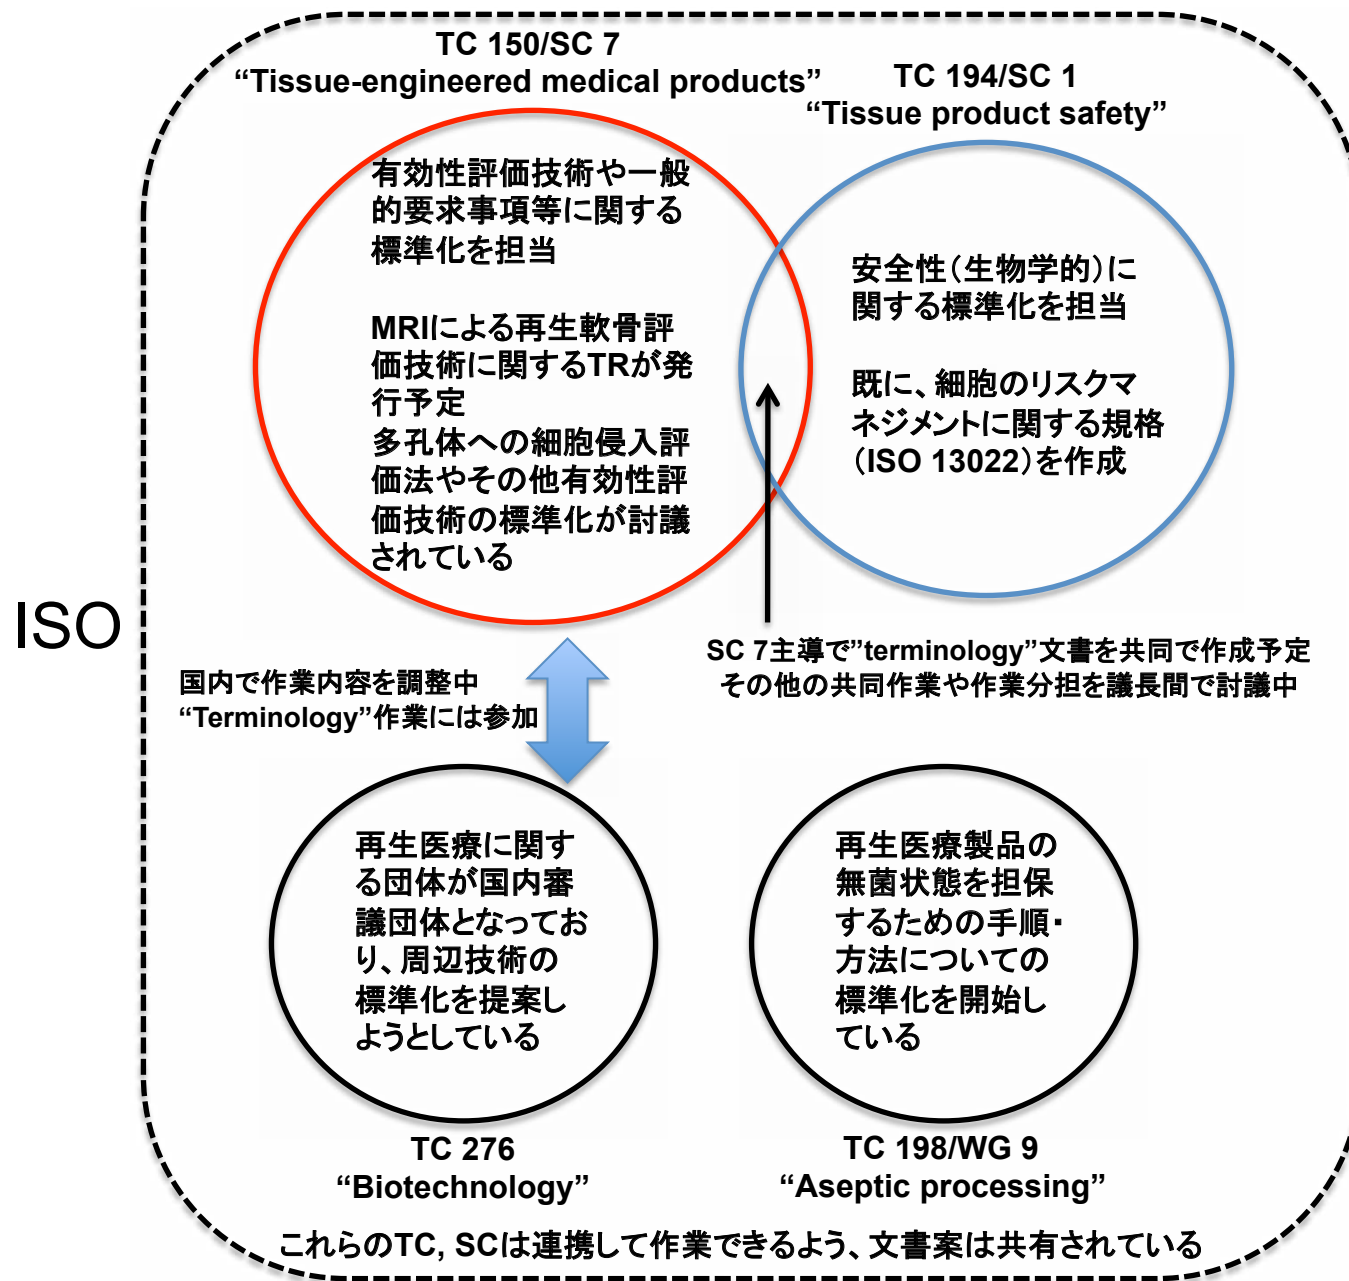 ISO
TC 150/SC 7
“Tissue-engineered medical products”
TC 194/SC 1
“Tissue product safety”
有効性評価技術や一般
的要求事項等に関する
標準化を担当
MRIによる再生軟骨評
価技術に関するTRが発
行予定
多孔体への細胞侵入評
価法やその他有効性評
価技術の標準化が討議
されている
安全性（生物学的）に
関する標準化を担当
既に、細胞のリスクマ
ネジメントに関する規格
（ISO 13022）を作成
国内で作業内容を調整中
“Terminology”作業には参加
SC 7主導で”terminology”文書を共同で作成予定
その他の共同作業や作業分担を議長間で討議中
再生医療に関す
る団体が国内審
議団体となってお
り、周辺技術の
標準化を提案し
ようとしている
再生医療製品の
無菌状態を担保
するための手順・
方法についての
標準化を開始し
ている
TC 276
“Biotechnology”
TC 198/WG 9
“Aseptic processing”
これらのTC, SCは連携して作業できるよう、文書案は共有されている